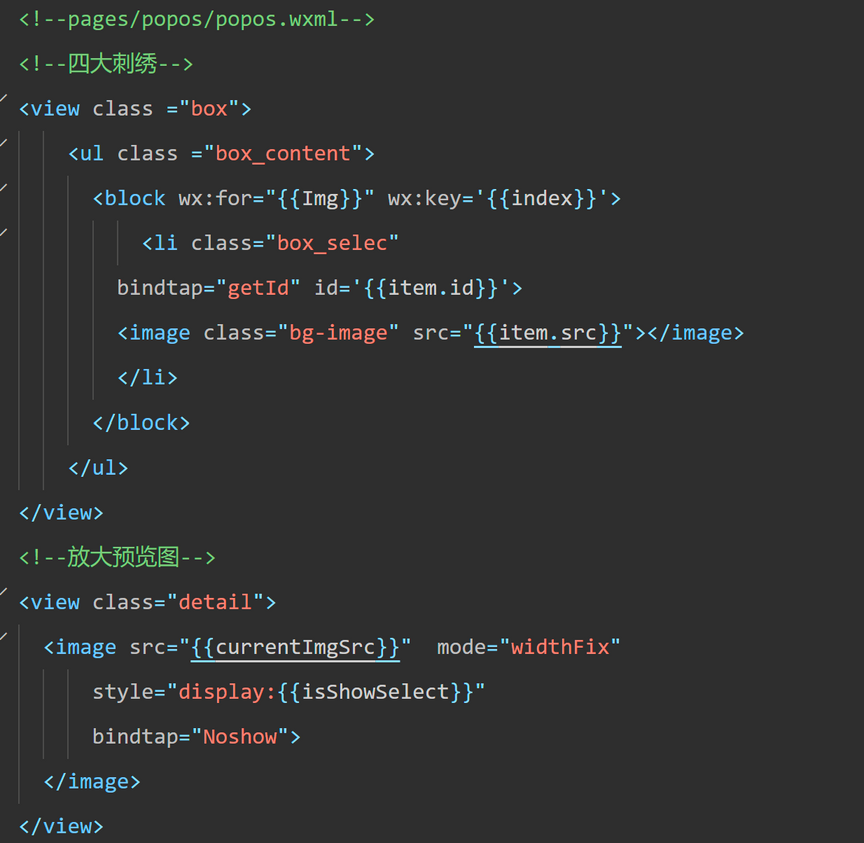 <!--pages/popos/popos.wxml-->
<!--四大刺绣-->
<view class ="box">
<ul class ="box_content">
<block wx:for="{{Img}}" wx:key='{{index}}'>
<li class="box_selec"
bindtap="getId" id='{{item.id}}'>
<image class="bg-image" src="{{item.src}}"></image>
</li>
</block>
</ul>
</view>
<!--放大预览图-->
<view class="detail">
<image src="{{currentImgSrc}}"  mode="widthFix"
style="display:{{isShowSelect}}"
bindtap="Noshow">
</image>
</view>